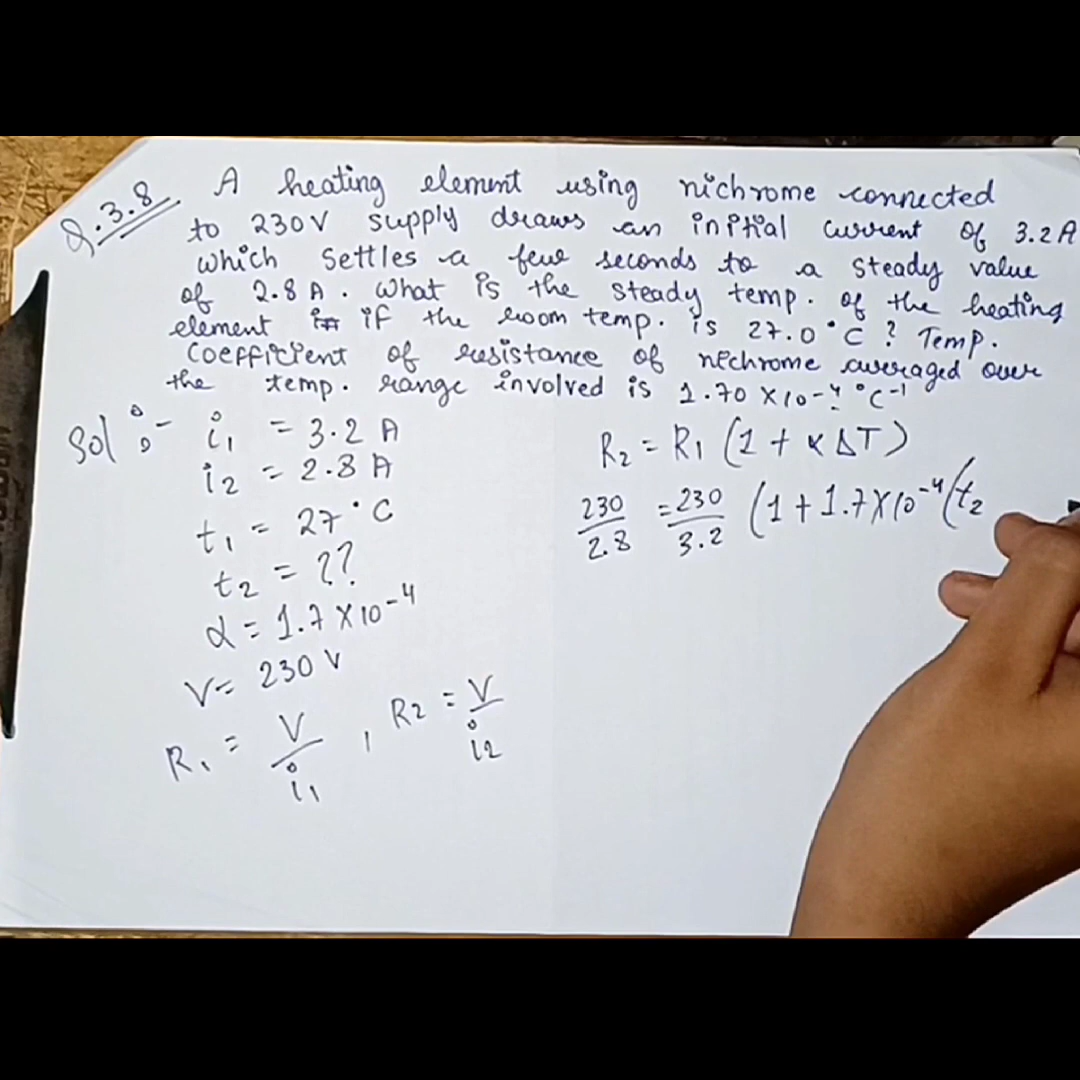 Q.3.8 A heating element using nichrome connected
to 230V supply draws an initial current of 3.2A
which settles a few seconds to a steady value
of 2.8 A. What is the steady temp. of the heating
element in if the room temp. is 27.0°C ? Temp.
coefficient of resistance of nechrome averaged over
the temp. range involved is 1.70 × 10-4 °C-1
Sol :- i₁ = 3.2 A
i₂ = 2.8 A
t₁ = 27°C
t₂ = ??
α = 1.7 × 10⁻⁴
V = 230 V
R₁ = V/i₁ , R₂ = V/i₂
R₂ = R₁ (1 + α ΔT)
230/2.8 = 230/3.2 (1 + 1.7 × 10⁻⁴ (t₂